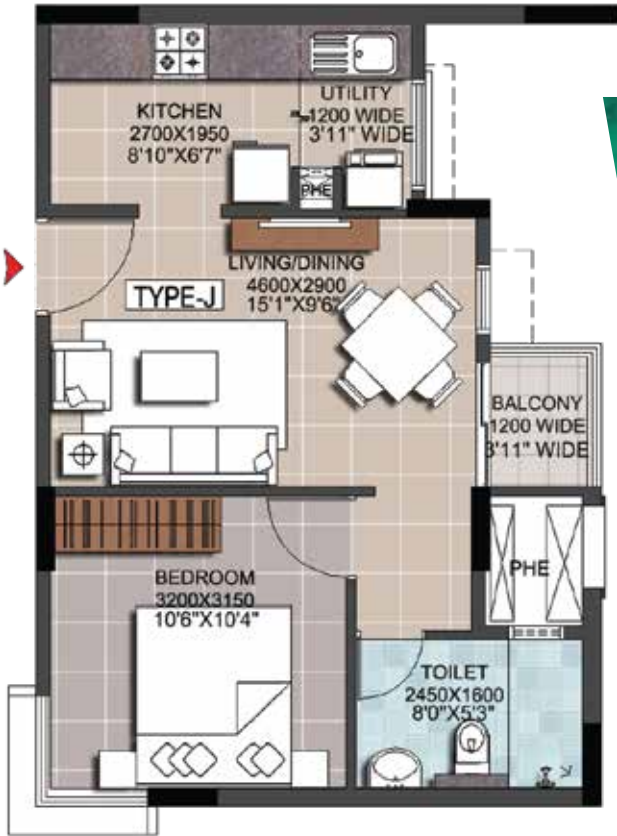 KITCHEN
2700X1950
8'10"X6'7"
UTILITY
1200 WIDE
3'11" WIDE
PHE
LIVING/DINING
4600X2900
15'1"X9'6"
TYPE-J
BALCONY
1200 WIDE
3'11" WIDE
PHE
BEDROOM
3200X3150
10'6"X10'4"
TOILET
2450X1600
8'0"X5'3"